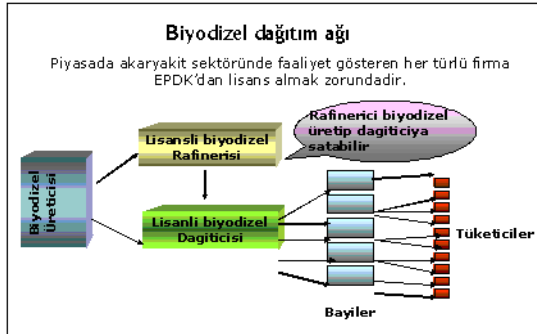 Biyodizel dağıtım ağı
Piyasada akaryakit sektöründe faaliyet gösteren her türlü firma
EPDK'dan lisans almak zorundadir.
Rafinerici biyodizel
üretip dagiticiya
satabilir
Lisansli biyodizel
Rafinerisi
Biyodizel
Üreticisi
Lisanli biyodizel
Dagiticisi
Tüketiciler
Bayiler